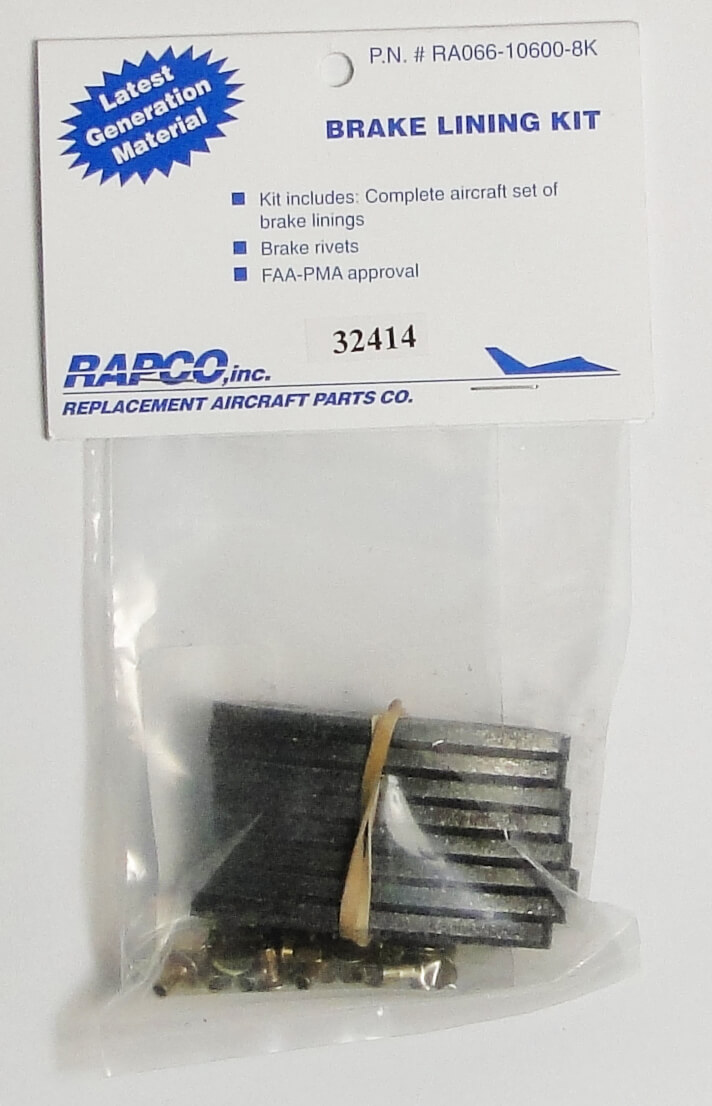 P.N. # RA066-10600-8K
Latest
Generation
Material
BRAKE LINING KIT
Kit includes: Complete aircraft set of
brake linings
Brake rivets
FAA-PMA approval
32414
RAPCO,inc.
REPLACEMENT AIRCRAFT PARTS CO.